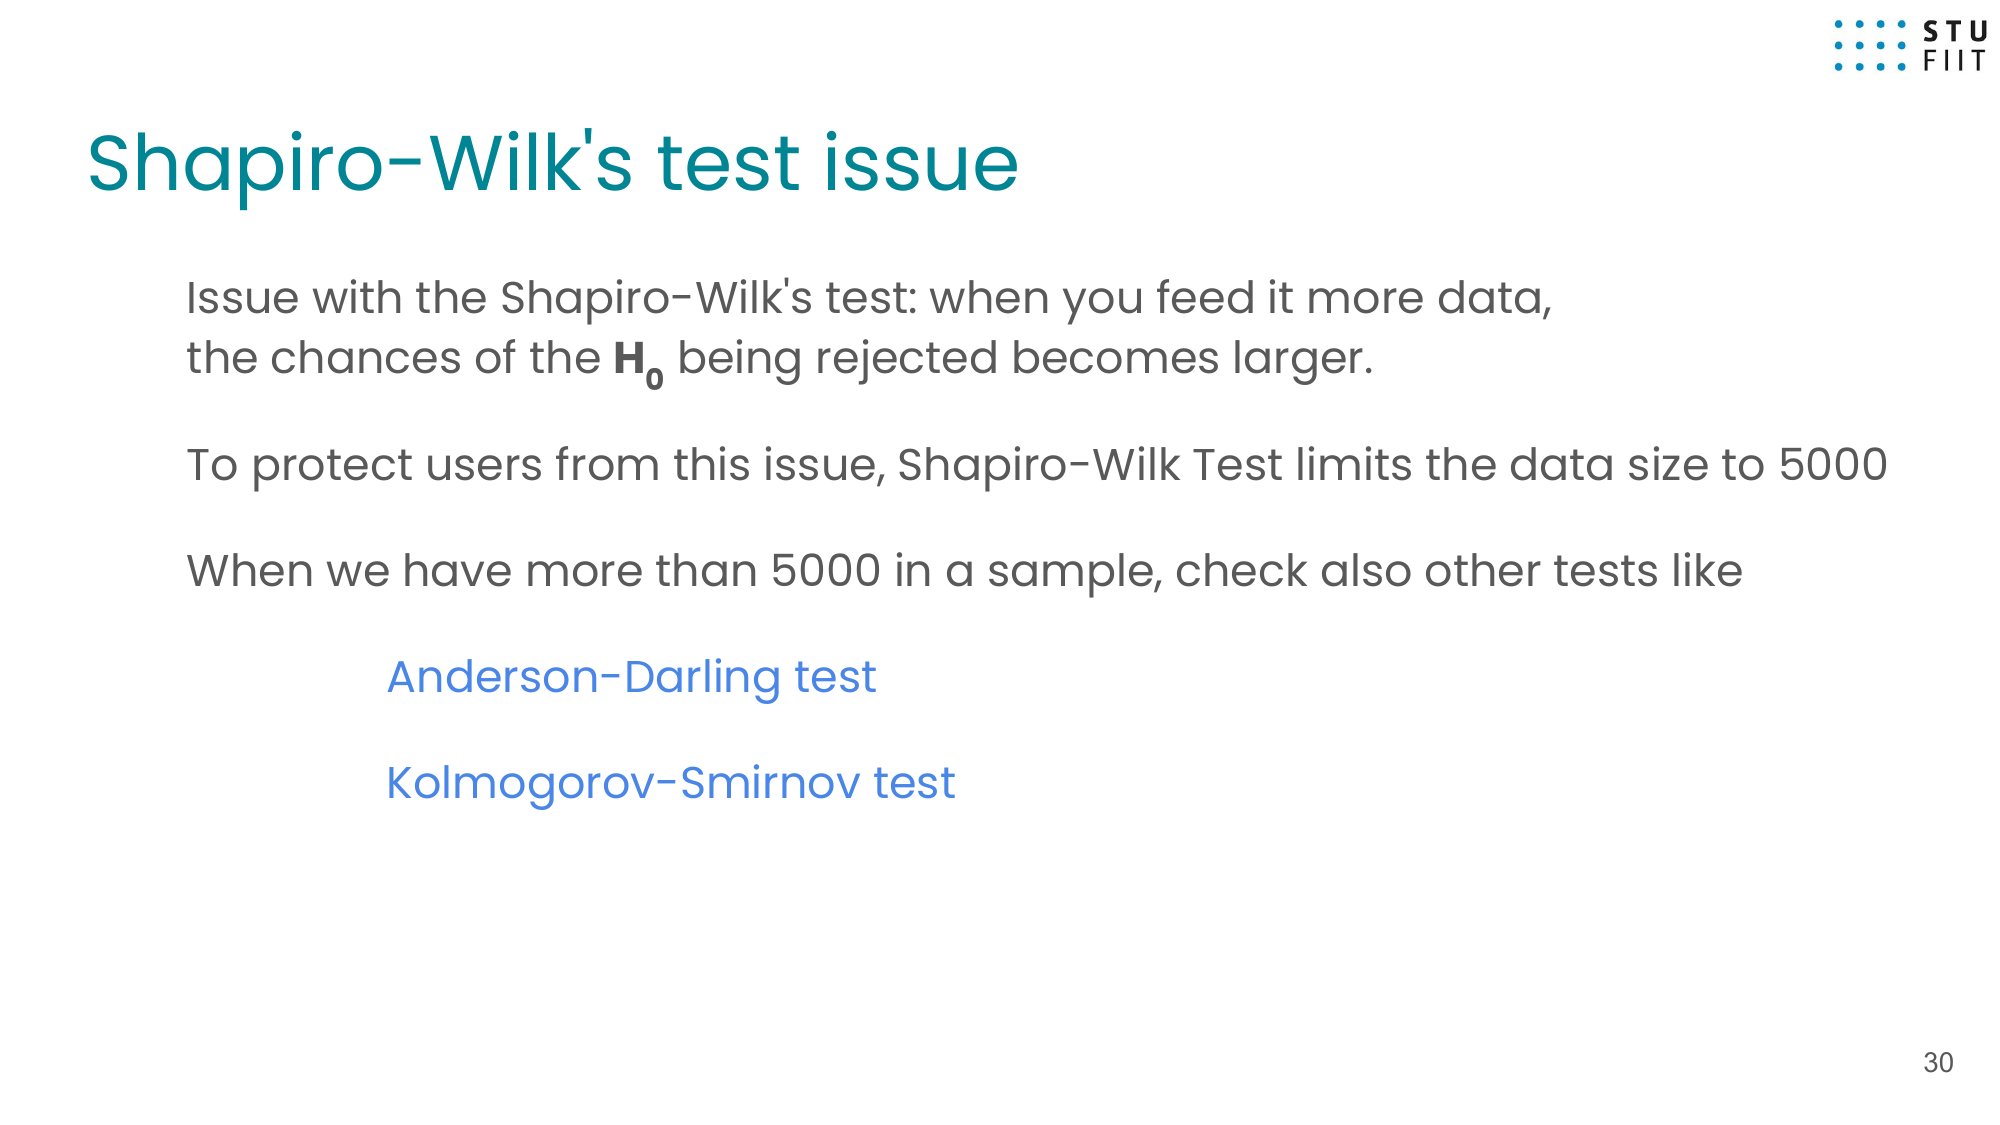 STU
FIIT
Shapiro-Wilk's test issue
Issue with the Shapiro-Wilk's test: when you feed it more data,
the chances of the H0 being rejected becomes larger.
To protect users from this issue, Shapiro-Wilk Test limits the data size to 5000
When we have more than 5000 in a sample, check also other tests like
Anderson-Darling test
Kolmogorov-Smirnov test
30